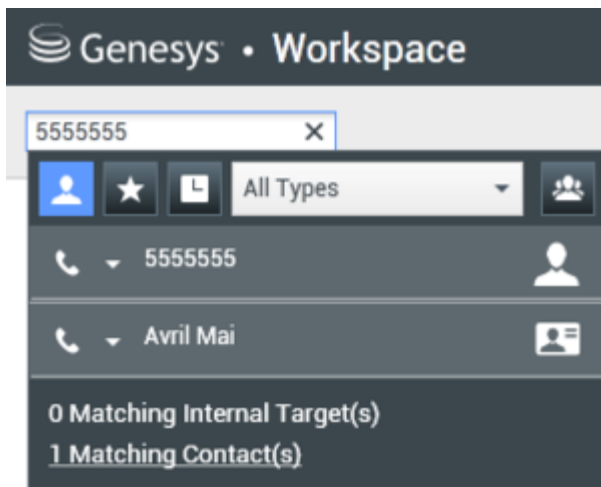 Genesys • Workspace
5555555
All Types
5555555
Avril Mai
0 Matching Internal Target(s)
1 Matching Contact(s)